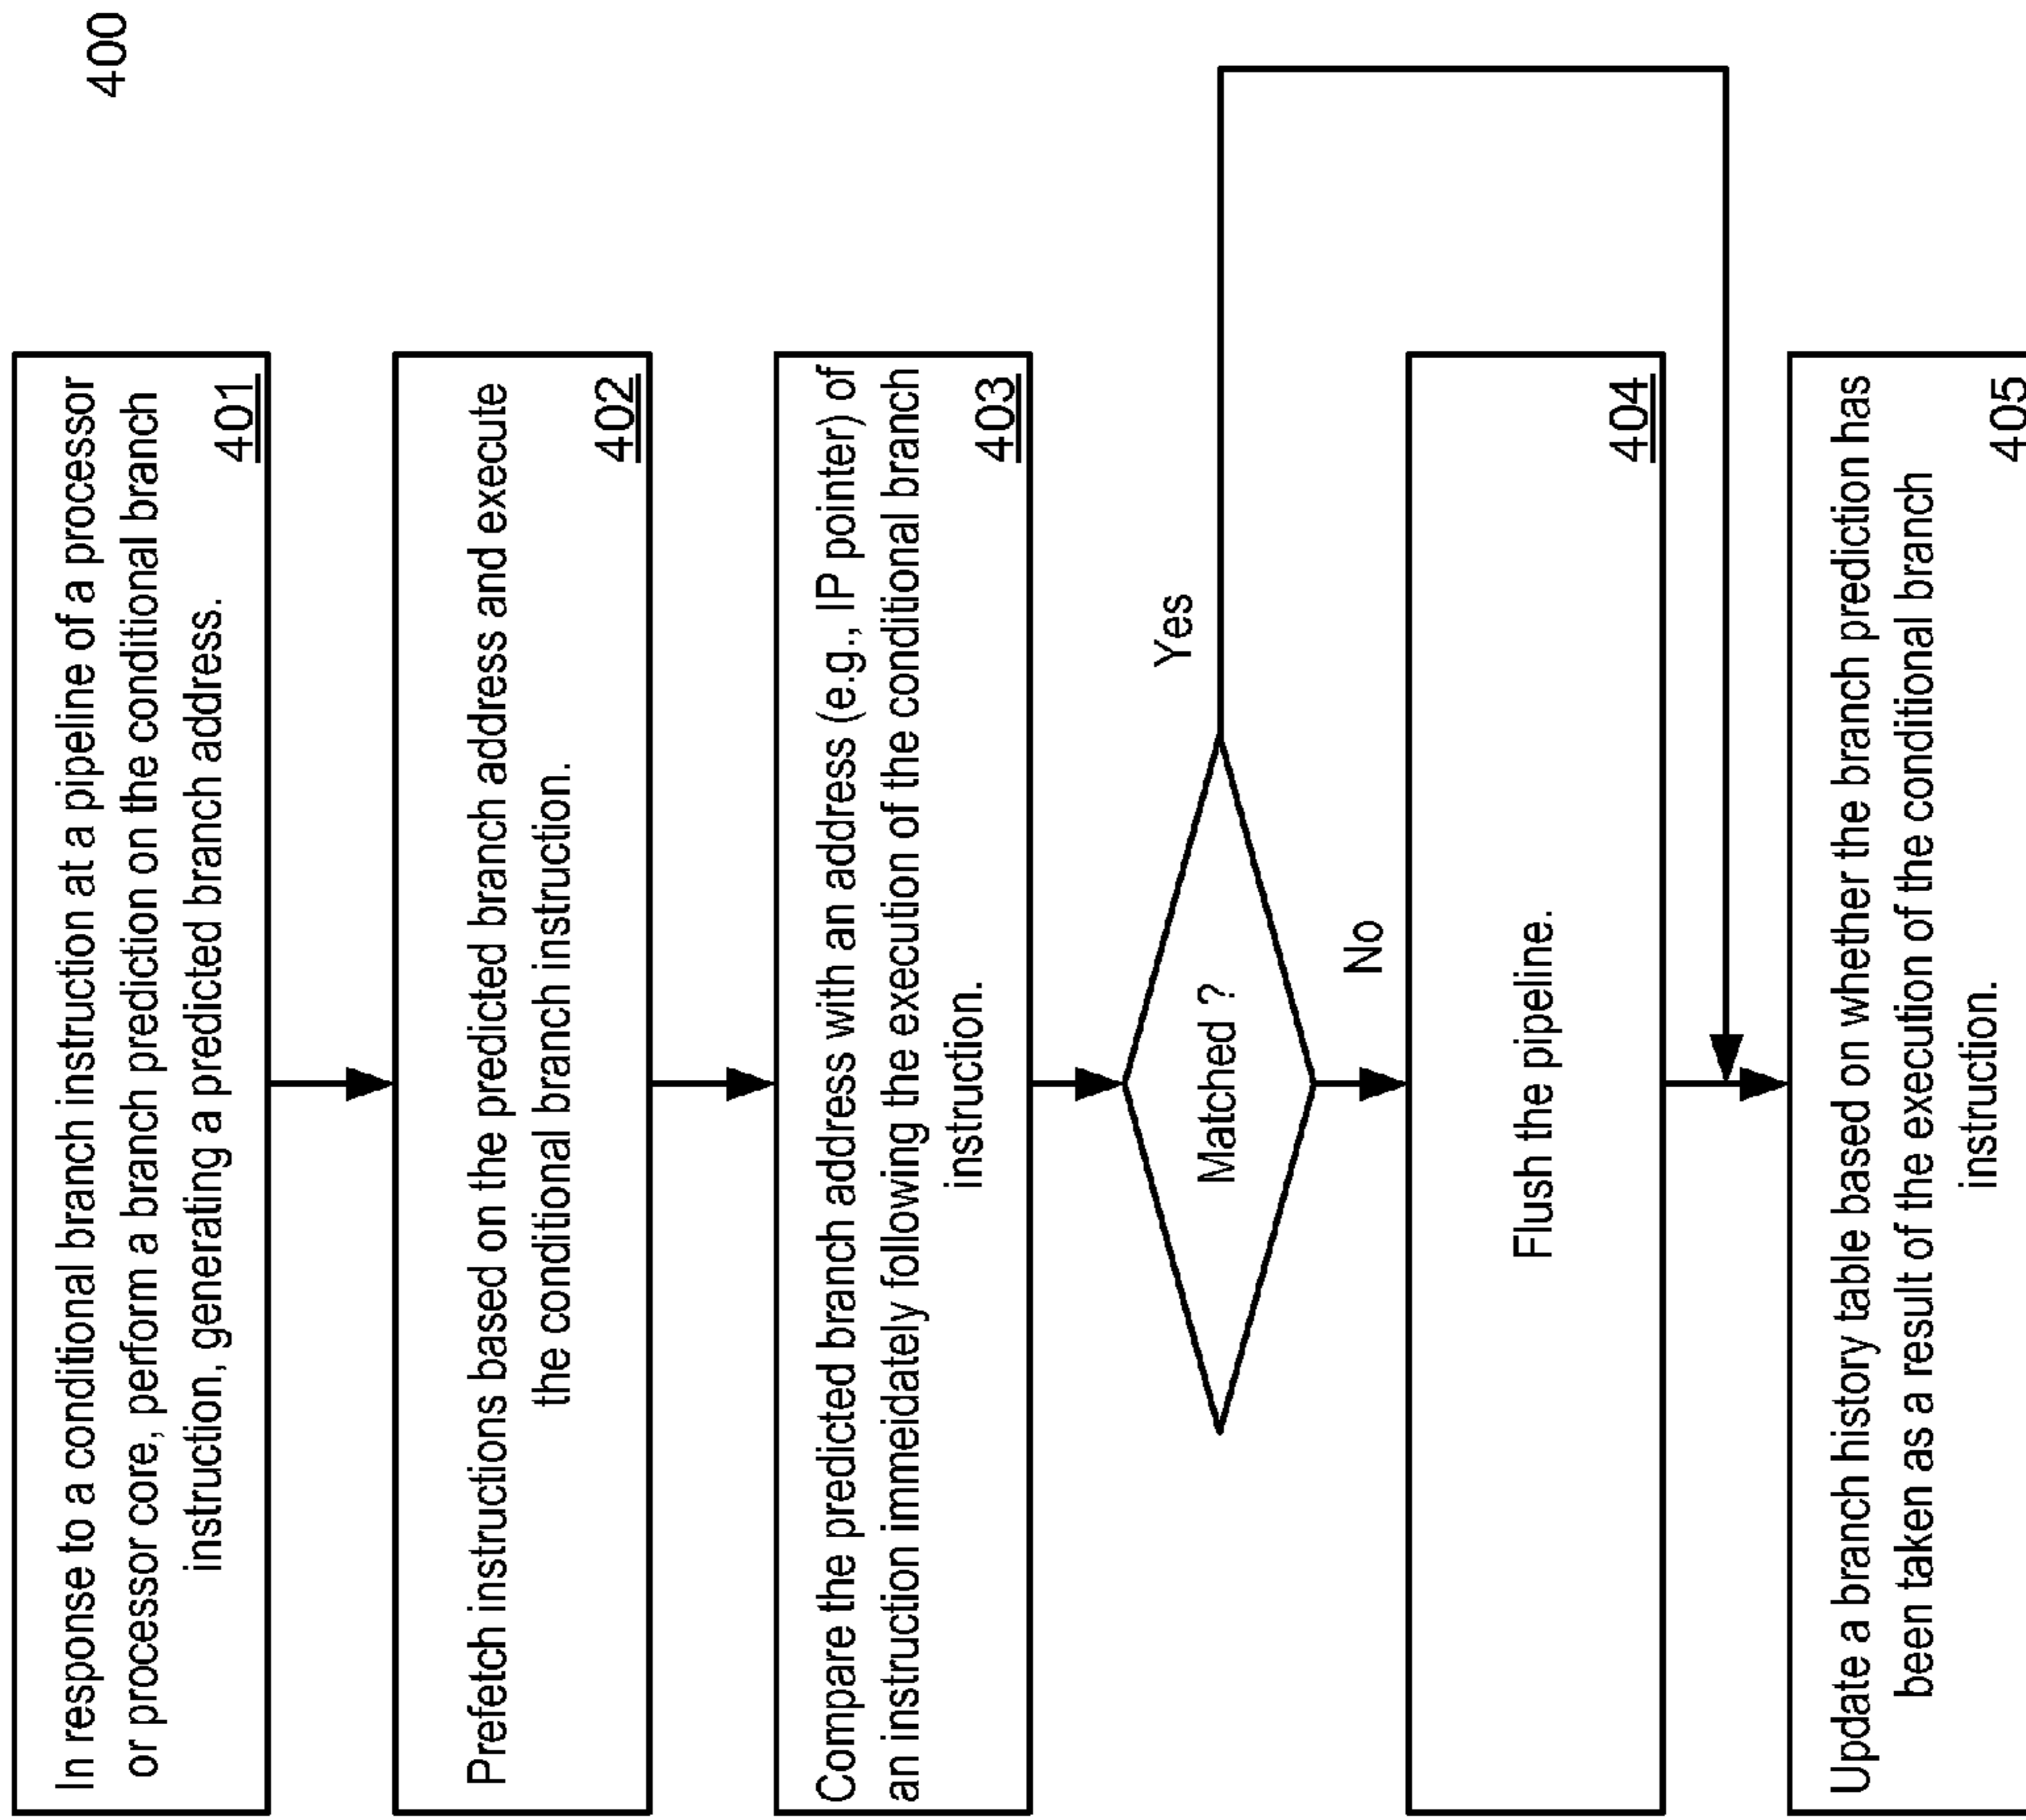 400
In response to a conditional branch instruction at a pipeline of a processor
or processor core, perform a branch prediction on the conditional branch
instruction, generating a predicted branch address.
401
Prefetch instructions based on the predicted branch address and execute
the conditional branch instruction.
402
Compare the predicted branch address with an address (e.g., IP pointer) of
an instruction immeidately following the execution of the conditional branch
instruction.
403
Matched ?
Yes
No
Flush the pipeline.
404
Update a branch history table based on whether the branch prediction has
been taken as a result of the execution of the conditional branch
instruction.
405